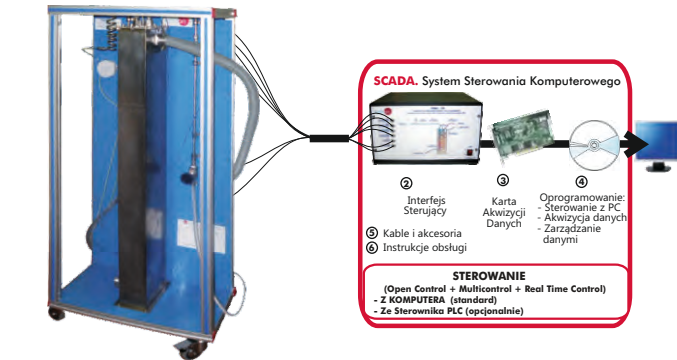 SCADA. System Sterowania Komputerowego
②
Interfejs
Sterujący
③
Karta
Akwizycji
Danych
④
Oprogramowanie:
- Sterowanie z PC
- Akwizycja danych
- Zarządzanie
danymi
⑤ Kable i akcesoria
⑥ Instrukcje obsługi
STEROWANIE
(Open Control + Multicontrol + Real Time Control)
- Z KOMPUTERA (standard)
- Ze Sterownika PLC (opcjonalnie)